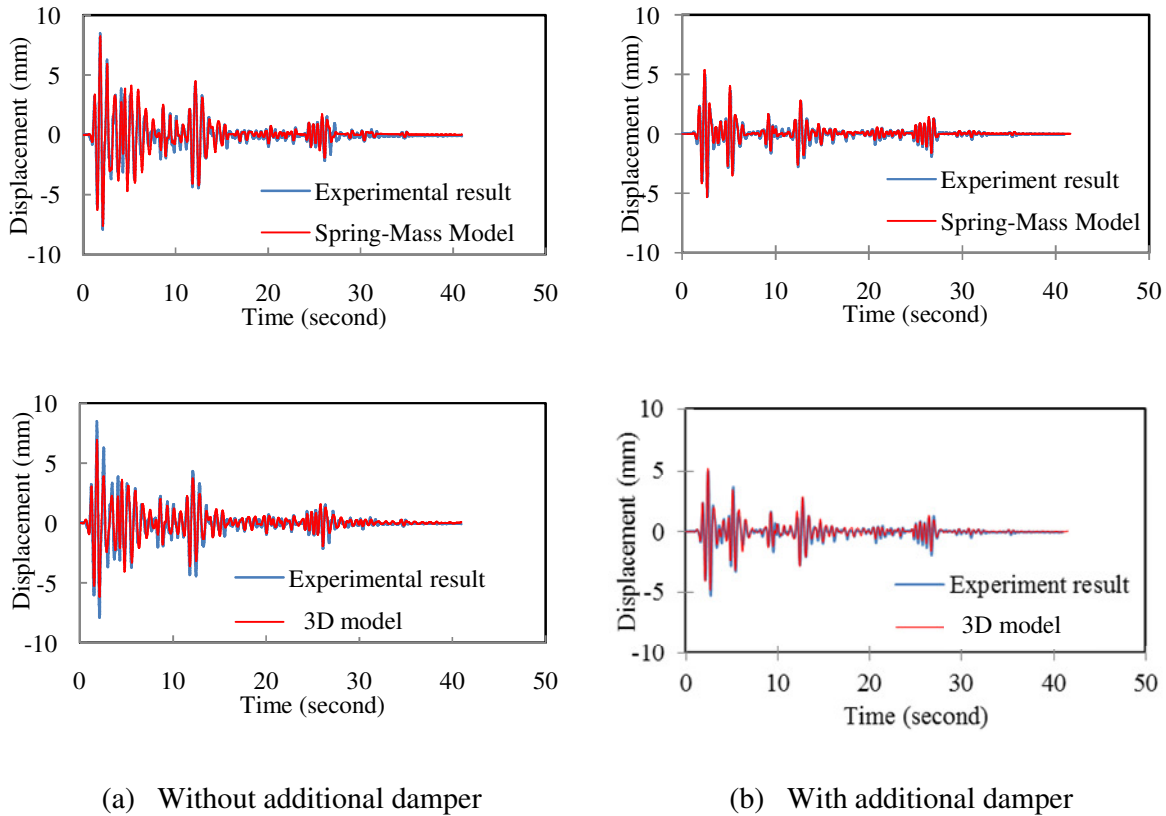 10
5
0
-5
-10
Displacement (mm)
Experimental result
Spring-Mass Model
0 10 20 30 40 50
Time (second)
10
5
0
-5
-10
Displacement (mm)
Experiment result
Spring-Mass Model
0 10 20 30 40 50
Time (second)
10
5
0
-5
-10
Displacement (mm)
Experimental result
3D model
0 10 20 30 40 50
Time (second)
10
5
0
-5
-10
Displacement (mm)
Experiment result
3D model
0 10 20 30 40 50
Time (second)
(a) Without additional damper
(b) With additional damper